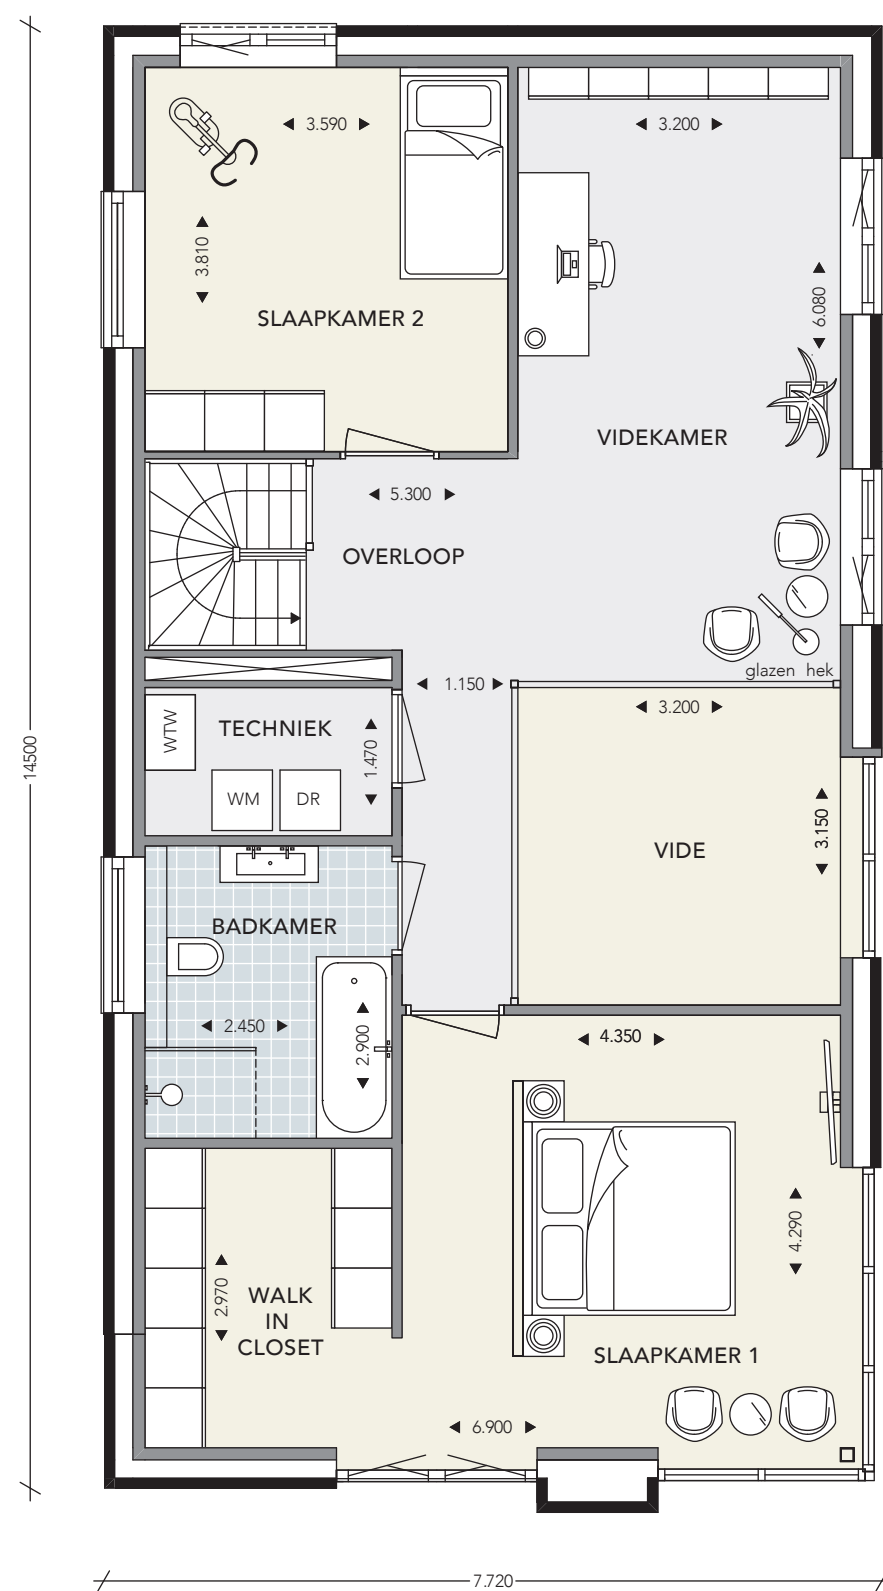 3.590
3.200
3.810
6.080
SLAAPKAMER 2
VIDEKAMER
5.300
OVERLOOP
glazen hek
1.150
3.200
WTW
TECHNIEK
1.470
14500
WM
DR
3.150
VIDE
BADKAMER
2.450
2.900
4.350
4.290
2.970
WALK
IN
CLOSET
SLAAPKAMER 1
6.900
7.720